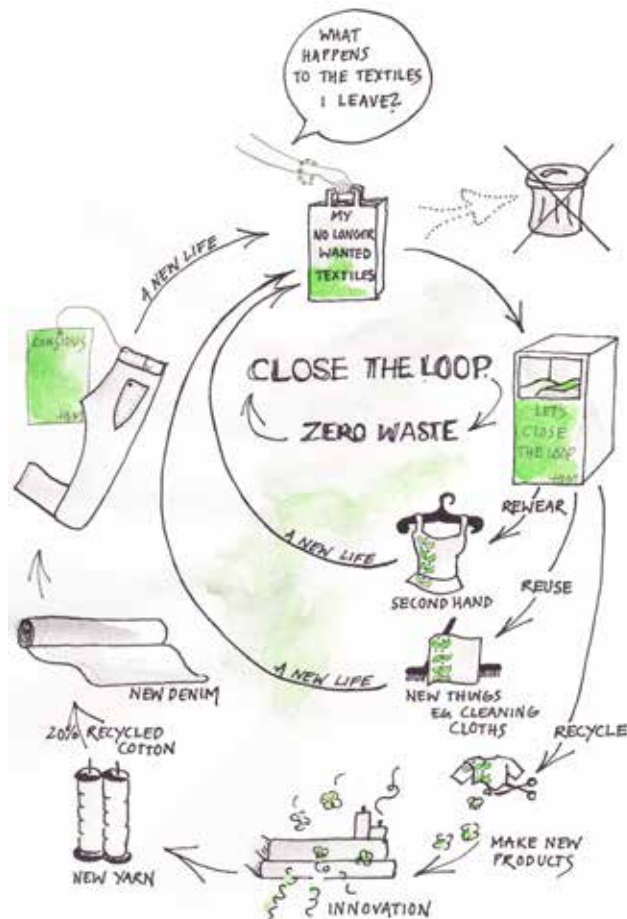 WHAT
HAPPENS
TO THE TEXTILES
I LEAVE?
MY
NO LONGER
WANTED
TEXTILES
A NEW LIFE
CONSIOUS
CLOSE THE LOOP
ZERO WASTE
LETS
CLOSE
THE LOOP
REWEAR
A NEW LIFE
SECOND HAND
REUSE
A NEW LIFE
NEW THINGS
EG CLEANING
CLOTHS
RECYCLE
NEW DENIM
20% RECYCLED
COTTON
MAKE NEW
PRODUCTS
NEW YARN
INNOVATION